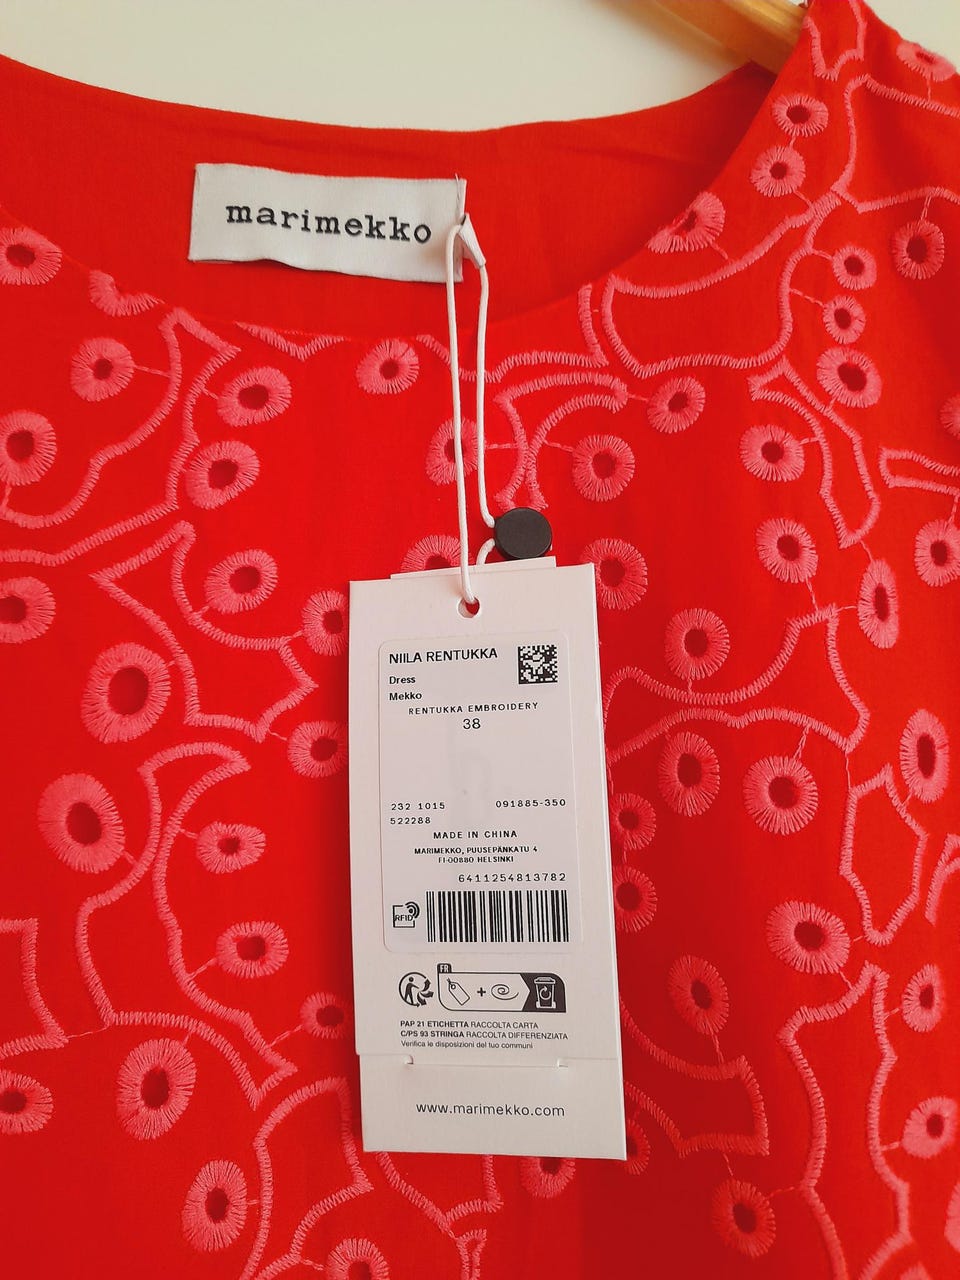 marimekko
NIILA RENTUKKA
Dress
Mekko
RENTUKKA EMBROIDERY
38
232 1015 091885-350
522288
MADE IN CHINA
MARIMEKKO, PUUSEPÄNKATU 4
FI-00880 HELSINKI
6411254813782
RFID
FR
+
PAP 21 ETICHETTA RACCOLTA CARTA
C/PS 93 STRINGA RACCOLTA DIFFERENZIATA
Verifica le disposizioni del tuo comuni
www.marimekko.com